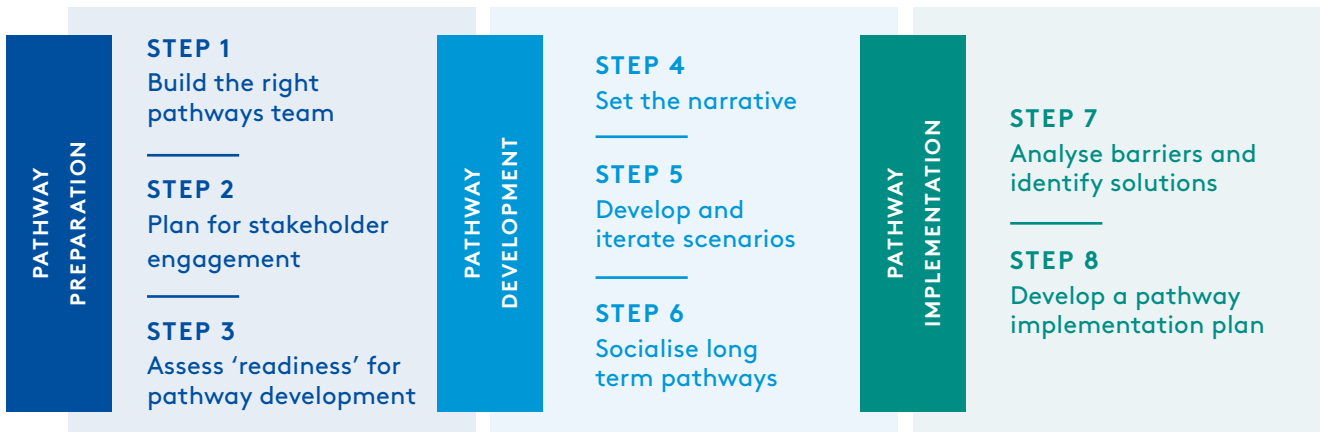 PATHWAY
PREPARATION
STEP 1
Build the right
pathways team
STEP 2
Plan for stakeholder
engagement
STEP 3
Assess ‘readiness’ for
pathway development
PATHWAY
DEVELOPMENT
STEP 4
Set the narrative
STEP 5
Develop and
iterate scenarios
STEP 6
Socialise long
term pathways
PATHWAY
IMPLEMENTATION
STEP 7
Analyse barriers and
identify solutions
STEP 8
Develop a pathway
implementation plan